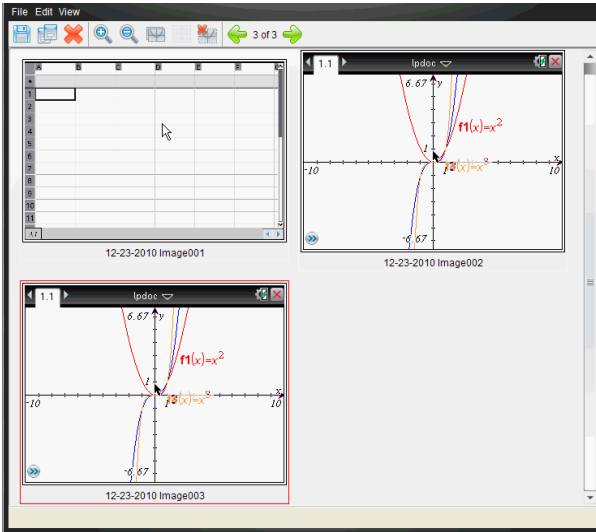 File Edit View
3 of 3
A B C D E
1
2
3
4
5
6
7
8
9
10
11
A1
12-23-2010 Image001
1.1 lpdoc
6.67 y
f1(x)=x²
1
x
-10 1 10
-6.67
12-23-2010 Image002
1.1 lpdoc
6.67 y
f1(x)=x²
1
x
-10 10
-6.67
12-23-2010 Image003